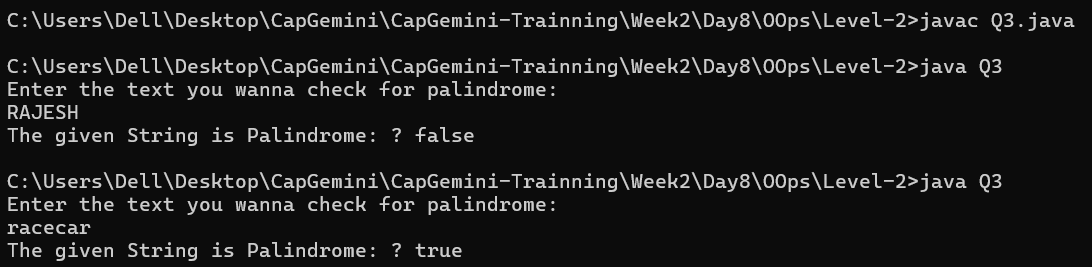 C:\Users\Dell\Desktop\CapGemini\CapGemini-Trainning\Week2\Day8\OOps\Level-2>javac Q3.java
C:\Users\Dell\Desktop\CapGemini\CapGemini-Trainning\Week2\Day8\OOps\Level-2>java Q3
Enter the text you wanna check for palindrome:
RAJESH
The given String is Palindrome: ? false
C:\Users\Dell\Desktop\CapGemini\CapGemini-Trainning\Week2\Day8\OOps\Level-2>java Q3
Enter the text you wanna check for palindrome:
racecar
The given String is Palindrome: ? true